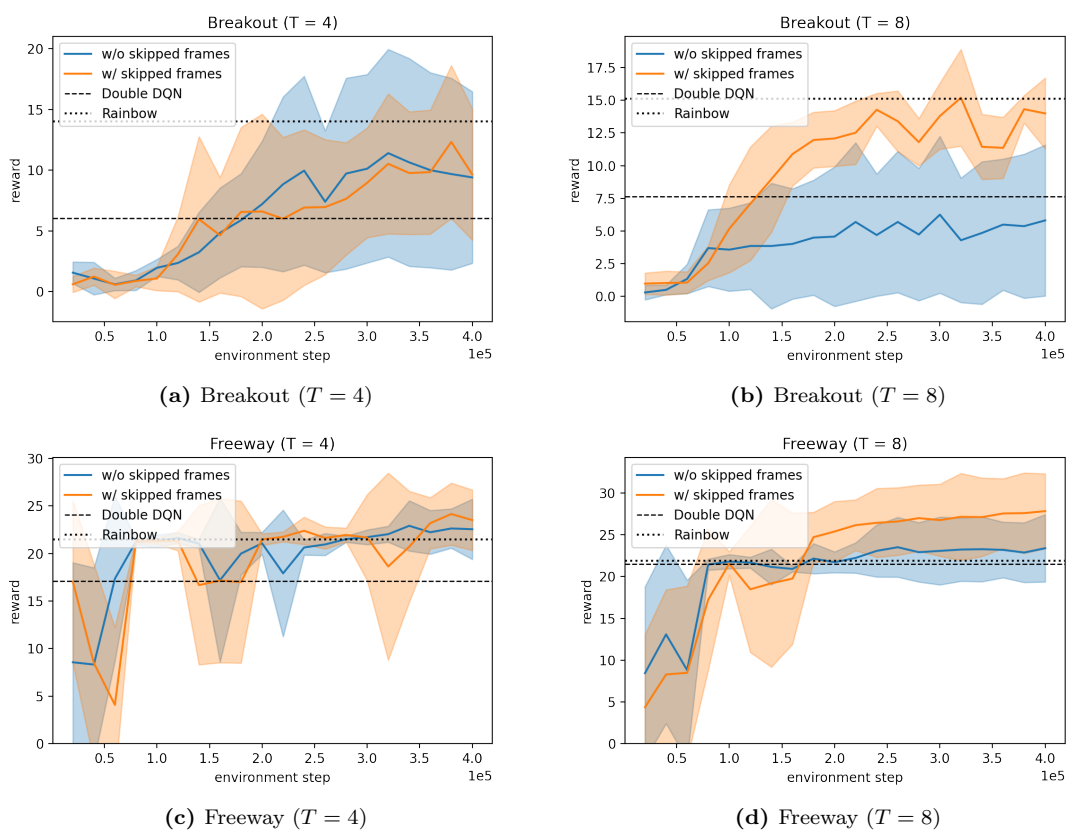 Breakout (T = 4)
w/o skipped frames
w/ skipped frames
Double DQN
Rainbow
20
15
10
5
0
reward
0.5 1.0 1.5 2.0 2.5 3.0 3.5 4.0
environment step
1e5
(a) Breakout (T = 4)
Breakout (T = 8)
w/o skipped frames
w/ skipped frames
Double DQN
Rainbow
17.5
15.0
12.5
10.0
7.5
5.0
2.5
0.0
reward
0.5 1.0 1.5 2.0 2.5 3.0 3.5 4.0
environment step
1e5
(b) Breakout (T = 8)
Freeway (T = 4)
w/o skipped frames
w/ skipped frames
Double DQN
Rainbow
30
25
20
15
10
5
0
reward
0.5 1.0 1.5 2.0 2.5 3.0 3.5 4.0
environment step
1e5
(c) Freeway (T = 4)
Freeway (T = 8)
w/o skipped frames
w/ skipped frames
Double DQN
Rainbow
30
25
20
15
10
5
0
reward
0.5 1.0 1.5 2.0 2.5 3.0 3.5 4.0
environment step
1e5
(d) Freeway (T = 8)